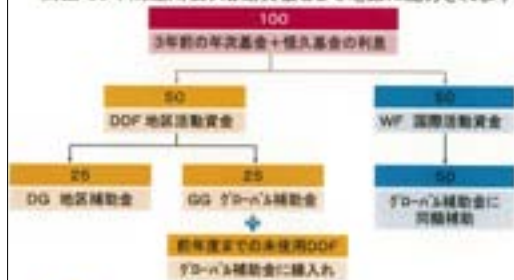 100
3年前の年次基金+恒久基金の利息
50
DDF 地区活動資金
50
WF 国際活動資金
25
DG 地区補助金
25
GG グローバル補助金
+
前年度までの未使用DDF
グローバル補助金に繰入れ
50
グローバル補助金に
同額補助